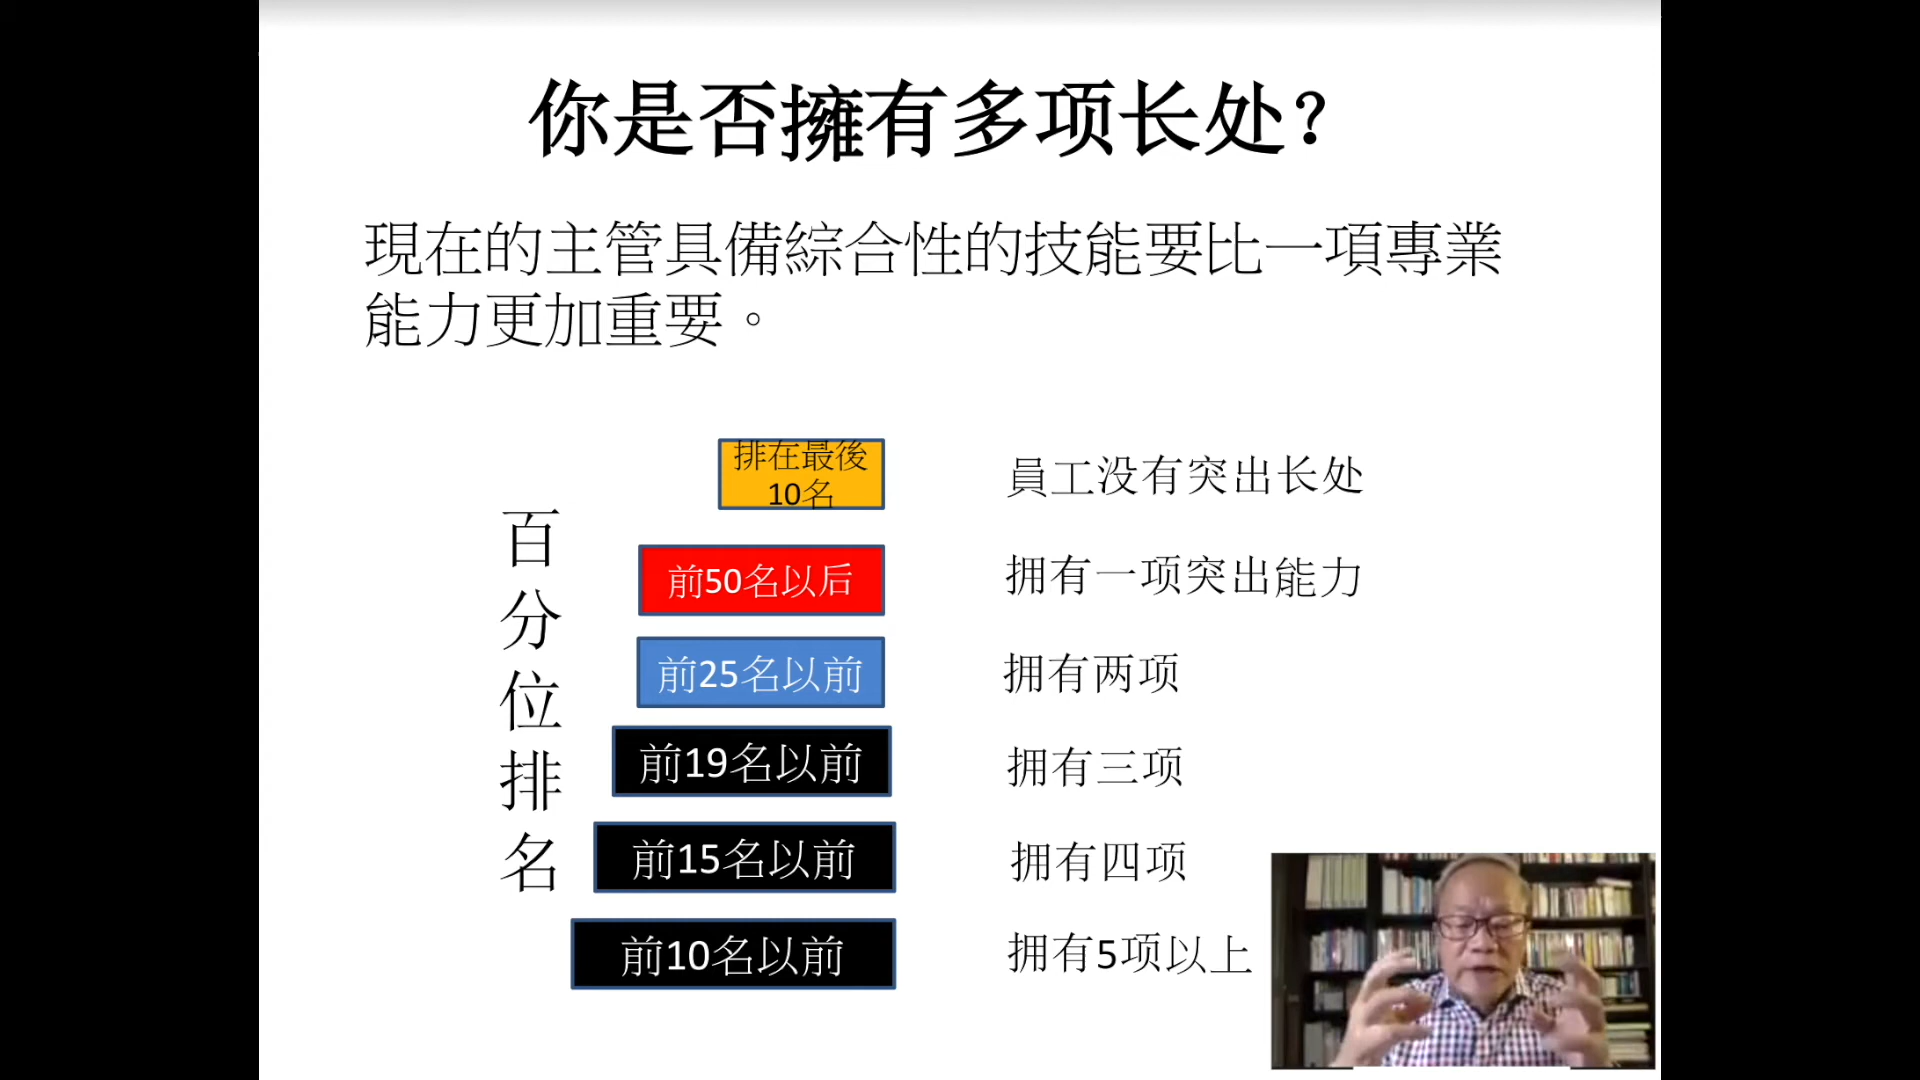 你是否擁有多项长处?
現在的主管具備綜合性的技能要比一項專業
能力更加重要。
百分位排名
排在最後
10名
員工没有突出长处
前50名以后
拥有一项突出能力
前25名以前
拥有两项
前19名以前
拥有三项
前15名以前
拥有四项
前10名以前
拥有5项以上